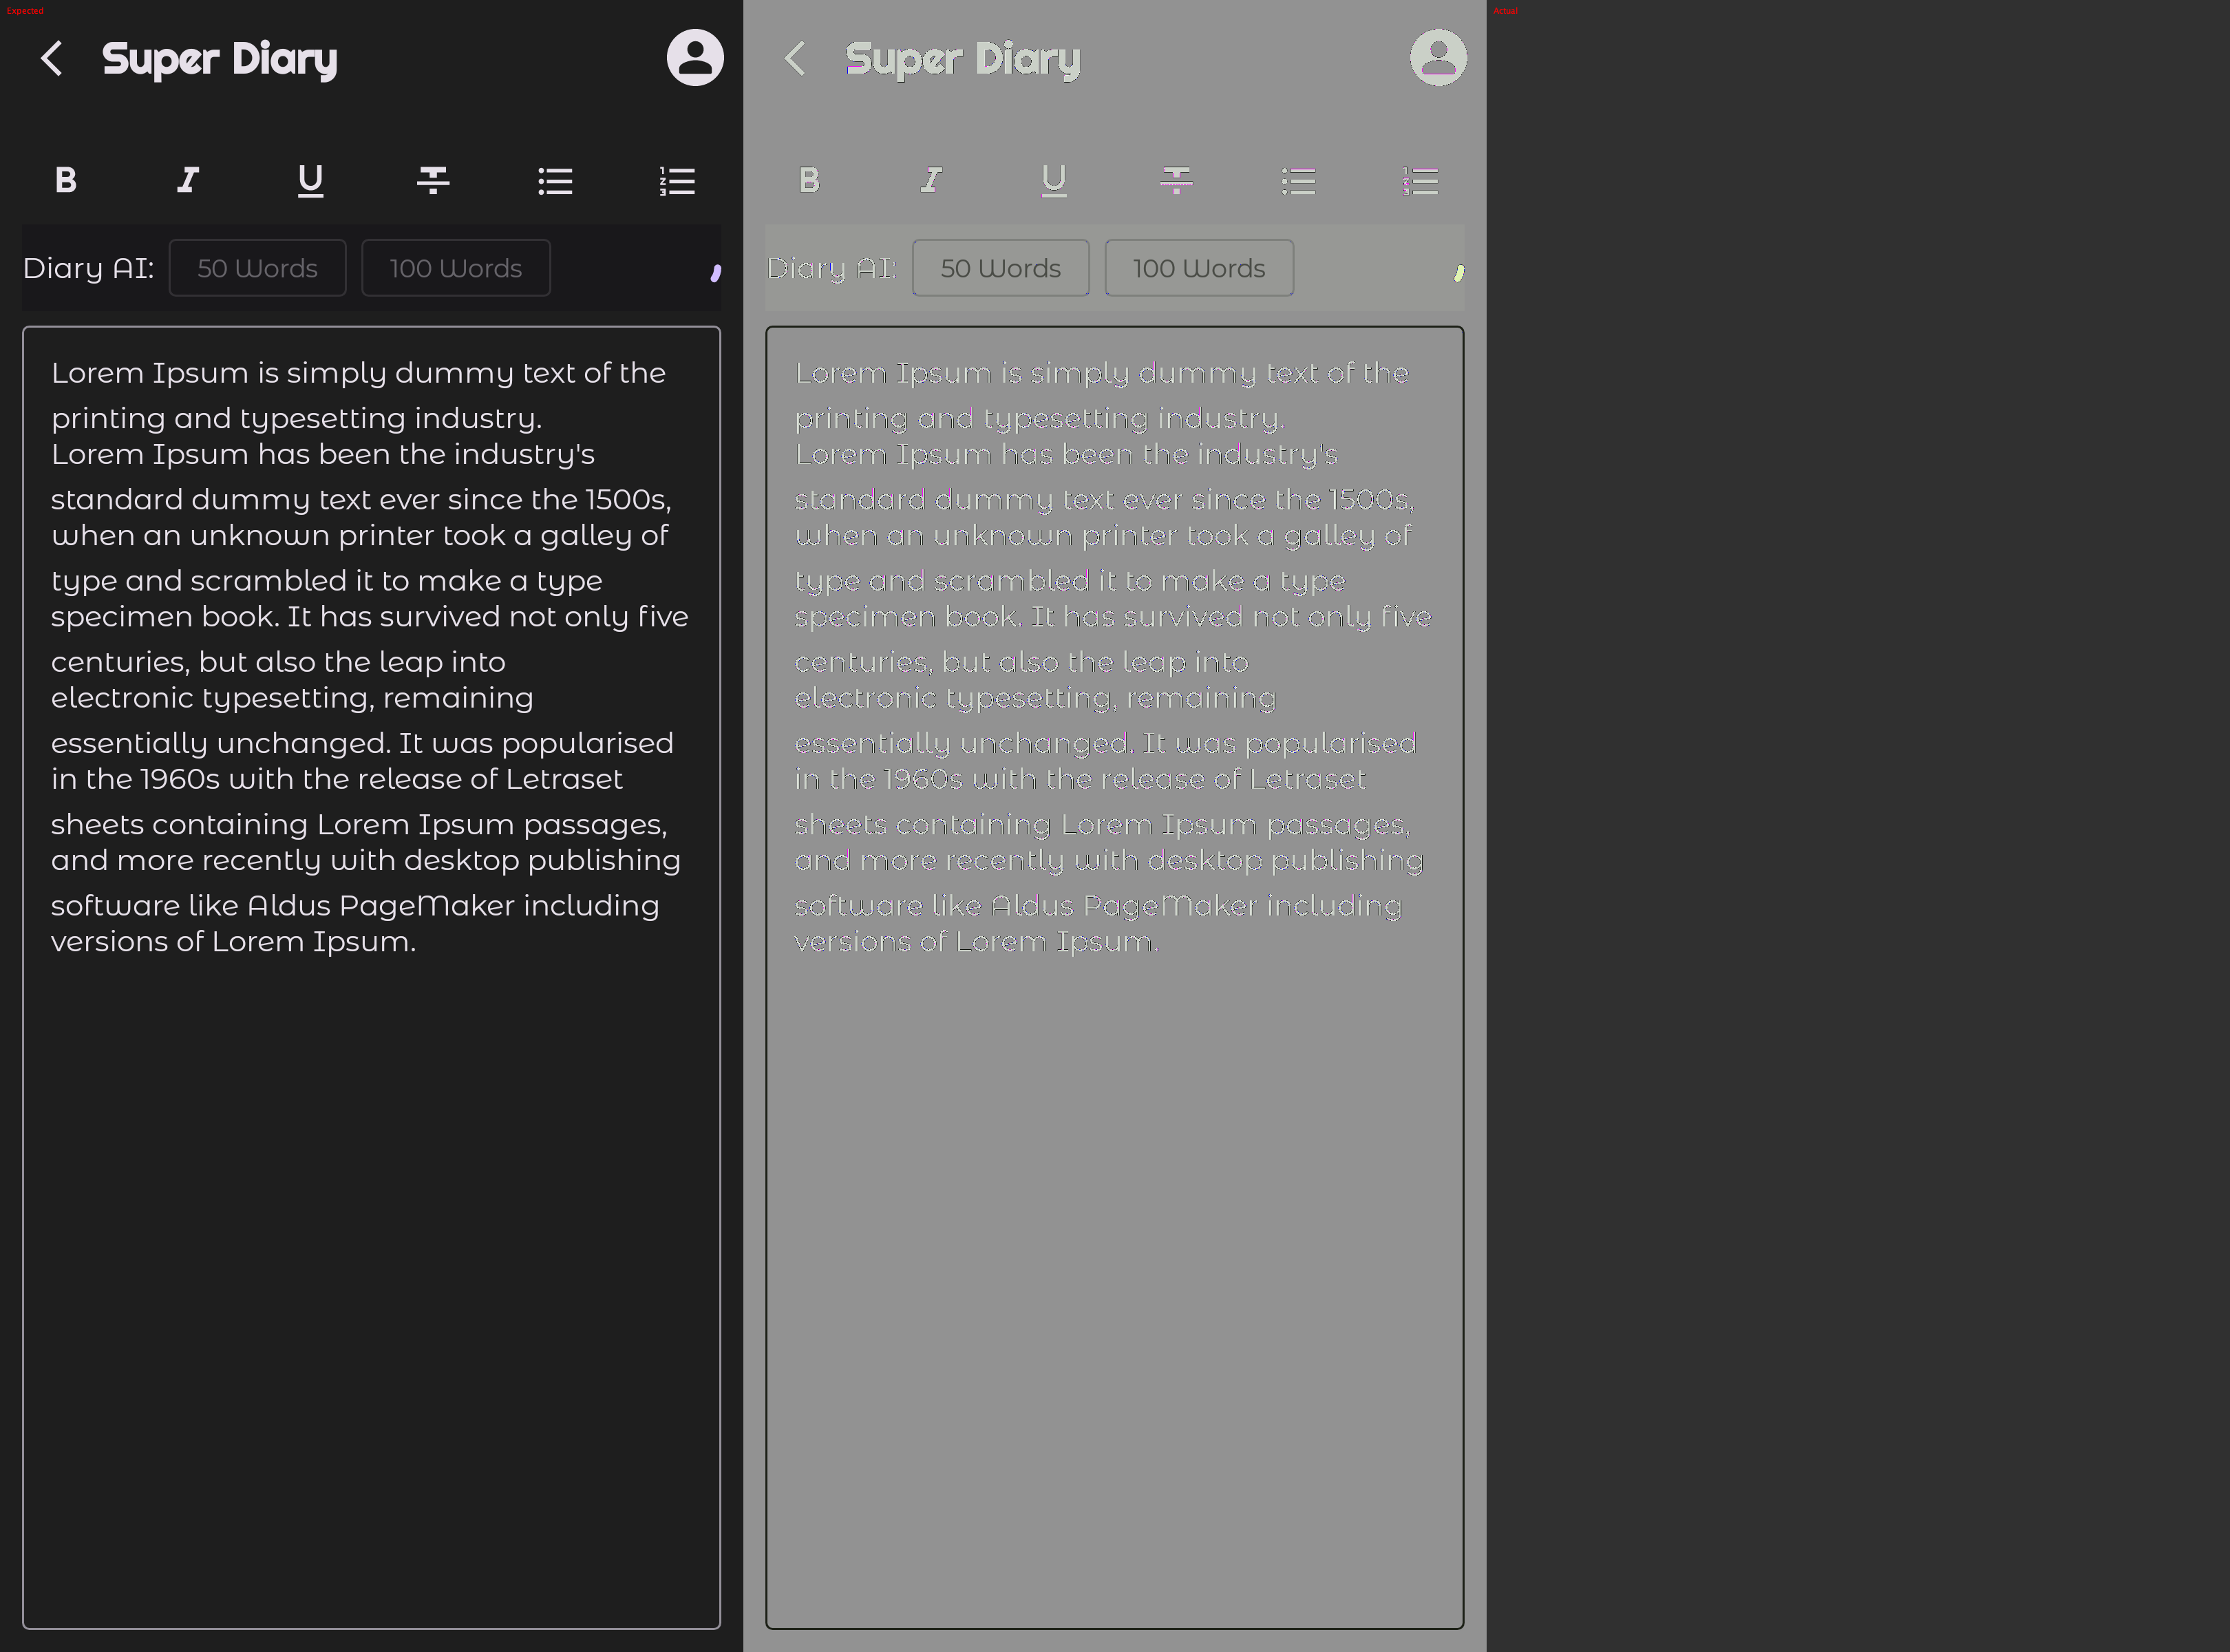 Expected
Super Diary
B I U T
1
2
3
Diary AI: 50 Words 100 Words
Lorem Ipsum is simply dummy text of the
printing and typesetting industry.
Lorem Ipsum has been the industry's
standard dummy text ever since the 1500s,
when an unknown printer took a galley of
type and scrambled it to make a type
specimen book. It has survived not only five
centuries, but also the leap into
electronic typesetting, remaining
essentially unchanged. It was popularised
in the 1960s with the release of Letraset
sheets containing Lorem Ipsum passages,
and more recently with desktop publishing
software like Aldus PageMaker including
versions of Lorem Ipsum.
Super Diary
B I U T
1
2
3
Diary AI: 50 Words 100 Words
Lorem Ipsum is simply dummy text of the
printing and typesetting industry.
Lorem Ipsum has been the industry's
standard dummy text ever since the 1500s,
when an unknown printer took a galley of
type and scrambled it to make a type
specimen book. It has survived not only five
centuries, but also the leap into
electronic typesetting, remaining
essentially unchanged. It was popularised
in the 1960s with the release of Letraset
sheets containing Lorem Ipsum passages,
and more recently with desktop publishing
software like Aldus PageMaker including
versions of Lorem Ipsum.
Actual